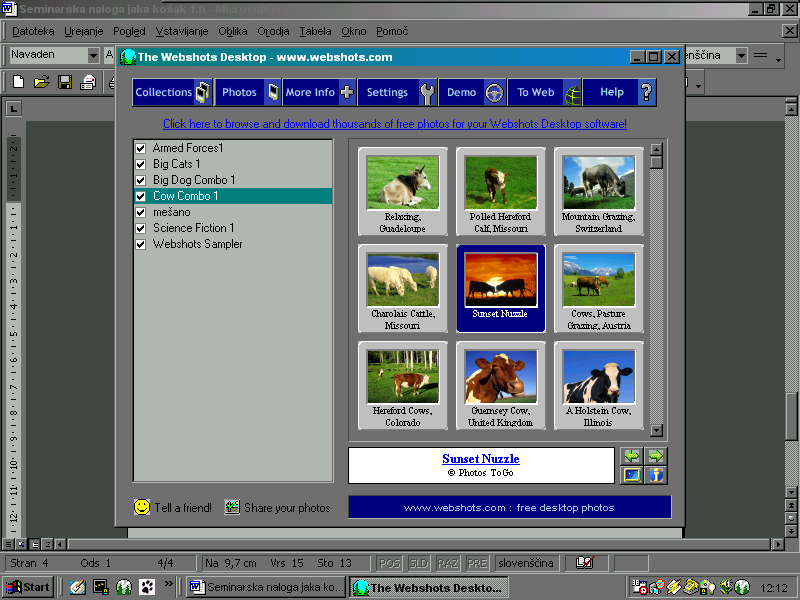 Seminarska naloga jaka košak 1.h - Microsoft
Datoteka Urejanje Pogled Vstavljanje Oblika Orodja Tabela Okno Pomoč
Navaden
enščina
The Webshots Desktop - www.webshots.com
Collections Photos More Info Settings Demo To Web Help
Click here to browse and download thousands of free photos for your Webshots Desktop software!
Armed Forces1
Big Cats 1
Big Dog Combo 1
Cow Combo 1
mešano
Science Fiction 1
Webshots Sampler
Relaxing,
Guadeloupe
Polled Hereford
Calf, Missouri
Mountain Grazing,
Switzerland
Charolais Cattle,
Missouri
Sunset Nuzzle
Cows, Pasture
Grazing, Austria
Hereford Cows,
Colorado
Guernsey Cow,
United Kingdom
A Holstein Cow,
Illinois
Sunset Nuzzle
© Photos ToGo
Tell a friend! Share your photos
www.webshots.com : free desktop photos
Stran 4 Ods 1 4/4 Na 9,7 cm Vrs 15 Sto 13 POS SLD RAZ PRE slovenščina
Start Seminarska naloga jaka ko... The Webshots Deskto... 12:12